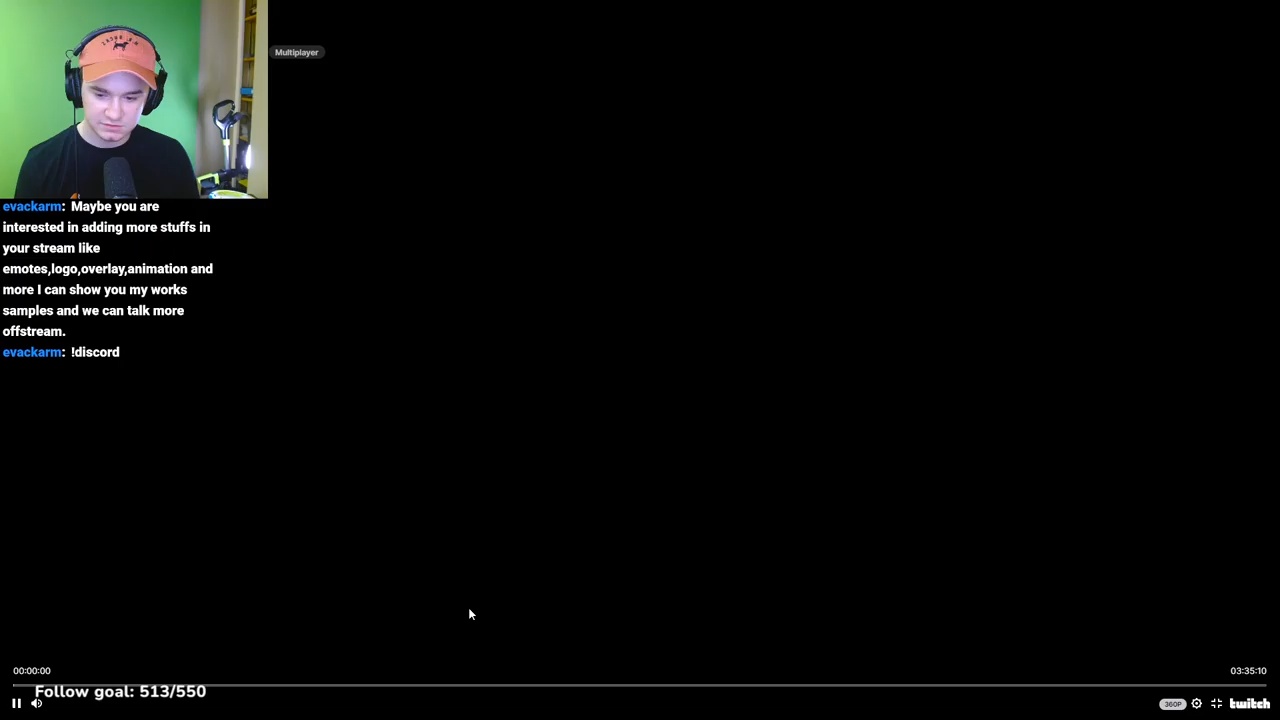 Multiplayer
evackarm: Maybe you are
interested in adding more stuffs in
your stream like
emotes,logo,overlay,animation and
more I can show you my works
samples and we can talk more
offstream.
evackarm: !discord
00:00:00
03:35:10
Follow goal: 513/550
360P
twitch